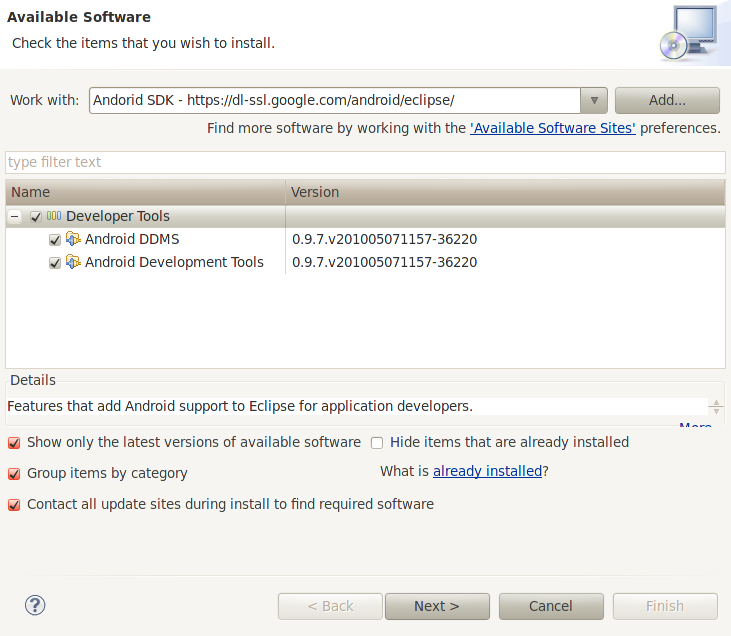 Available Software
Check the items that you wish to install.
Work with: Andorid SDK - https://dl-ssl.google.com/android/eclipse/ Add...
Find more software by working with the 'Available Software Sites' preferences.
type filter text
Name Version
Developer Tools
Android DDMS 0.9.7.v201005071157-36220
Android Development Tools 0.9.7.v201005071157-36220
Details
Features that add Android support to Eclipse for application developers.
More
Show only the latest versions of available software Hide items that are already installed
Group items by category What is already installed?
Contact all update sites during install to find required software
? < Back Next > Cancel Finish